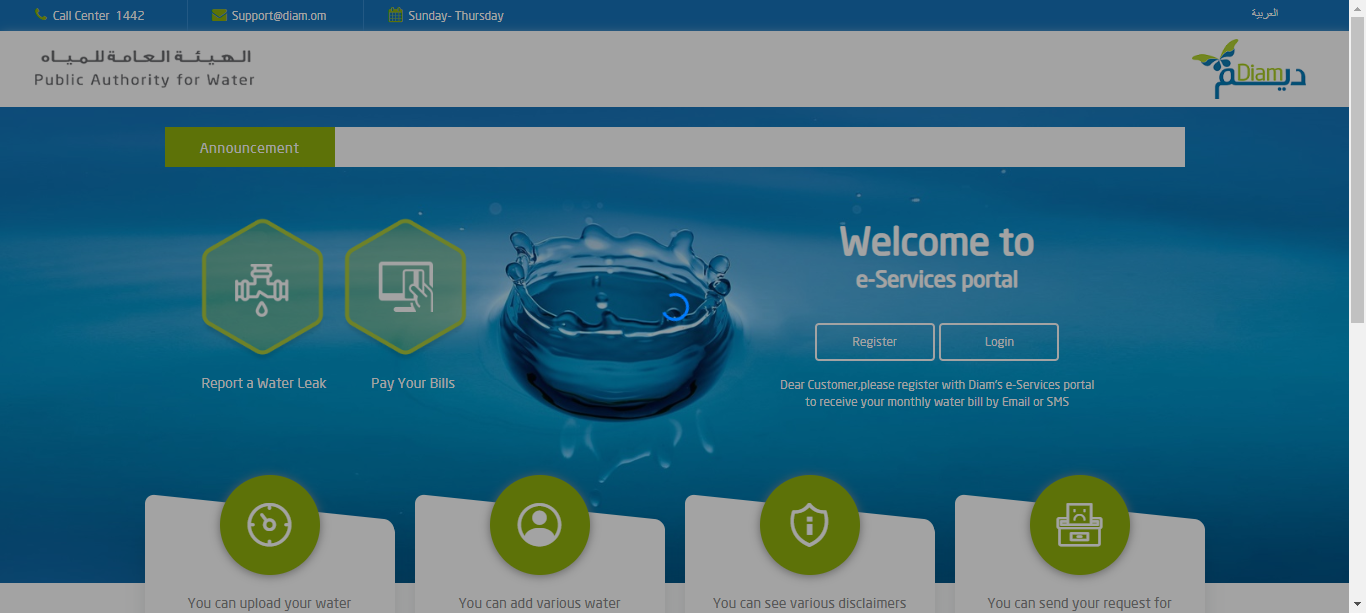 Call Center 1442
Support@diam.om
Sunday- Thursday
العربية
الهيئة العامة للمياه
Public Authority for Water
Diam
ديم
Announcement
Welcome to
e-Services portal
Register
Login
Report a Water Leak
Pay Your Bills
Dear Customer,please register with Diam's e-Services portal
to receive your monthly water bill by Email or SMS
You can upload your water
You can add various water
You can see various disclaimers
You can send your request for